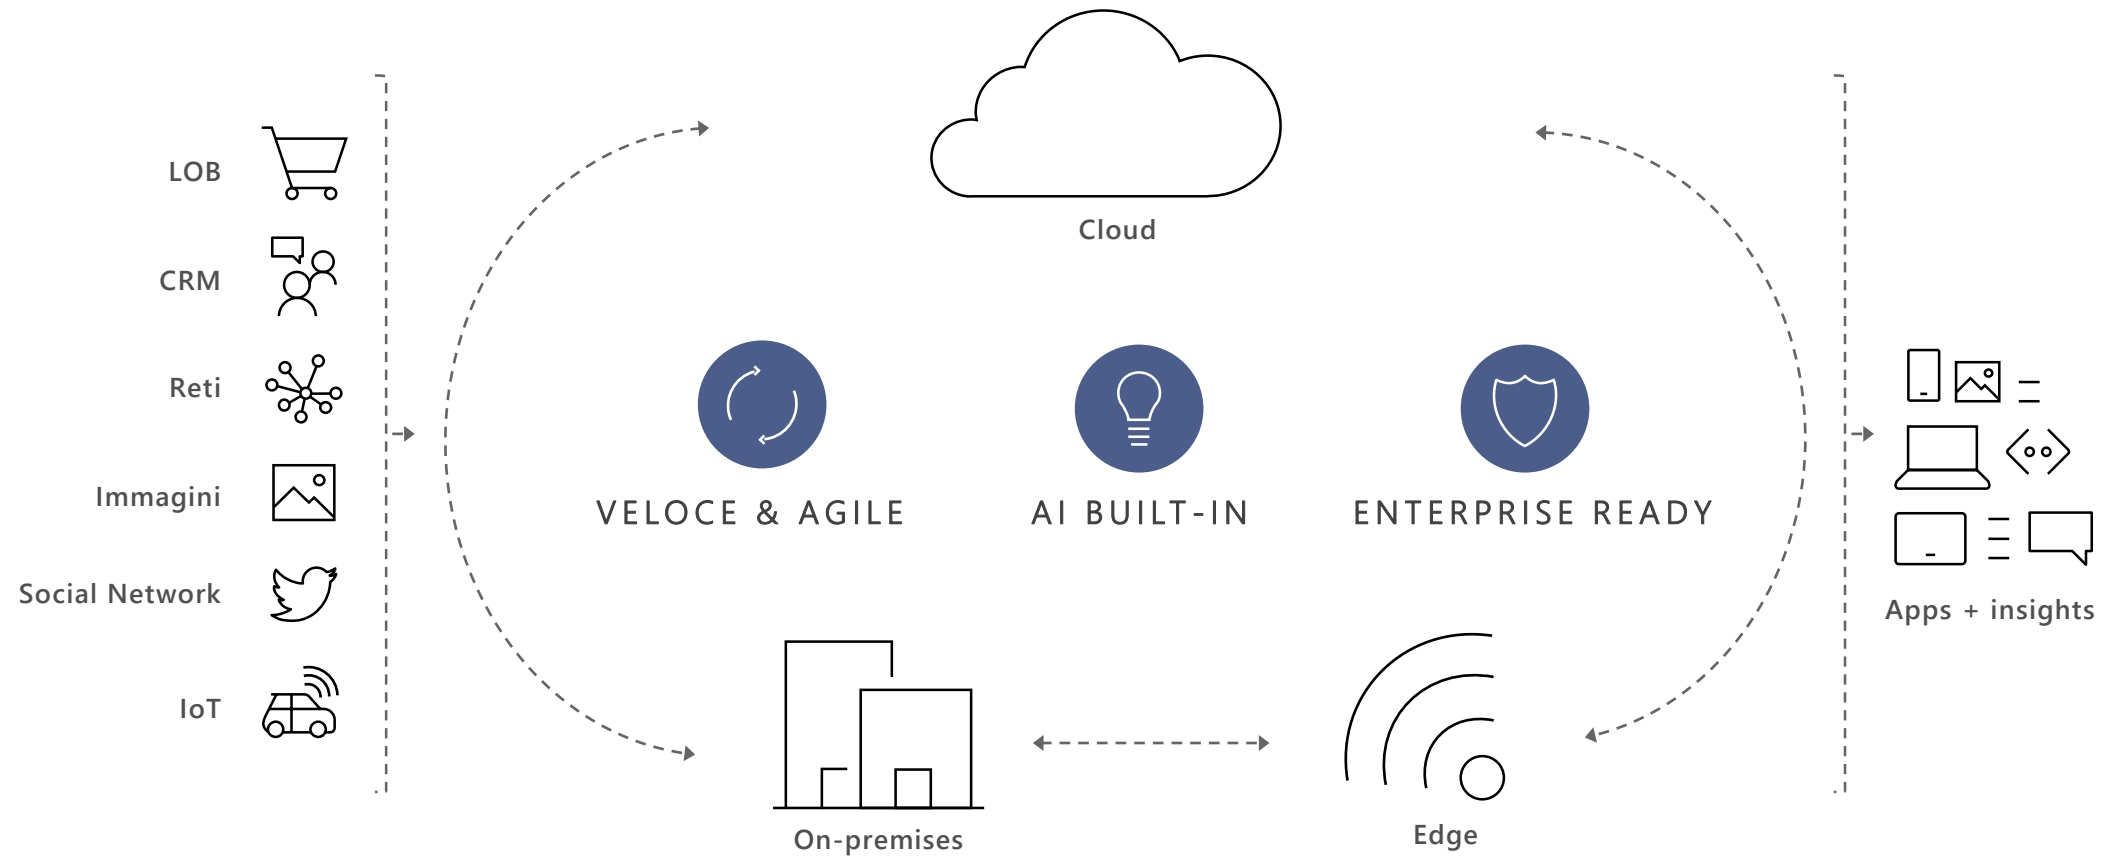 LOB
CRM
Reti
Immagini
Social Network
IoT
Cloud
VELOCE & AGILE
AI BUILT-IN
ENTERPRISE READY
On-premises
Edge
Apps + insights